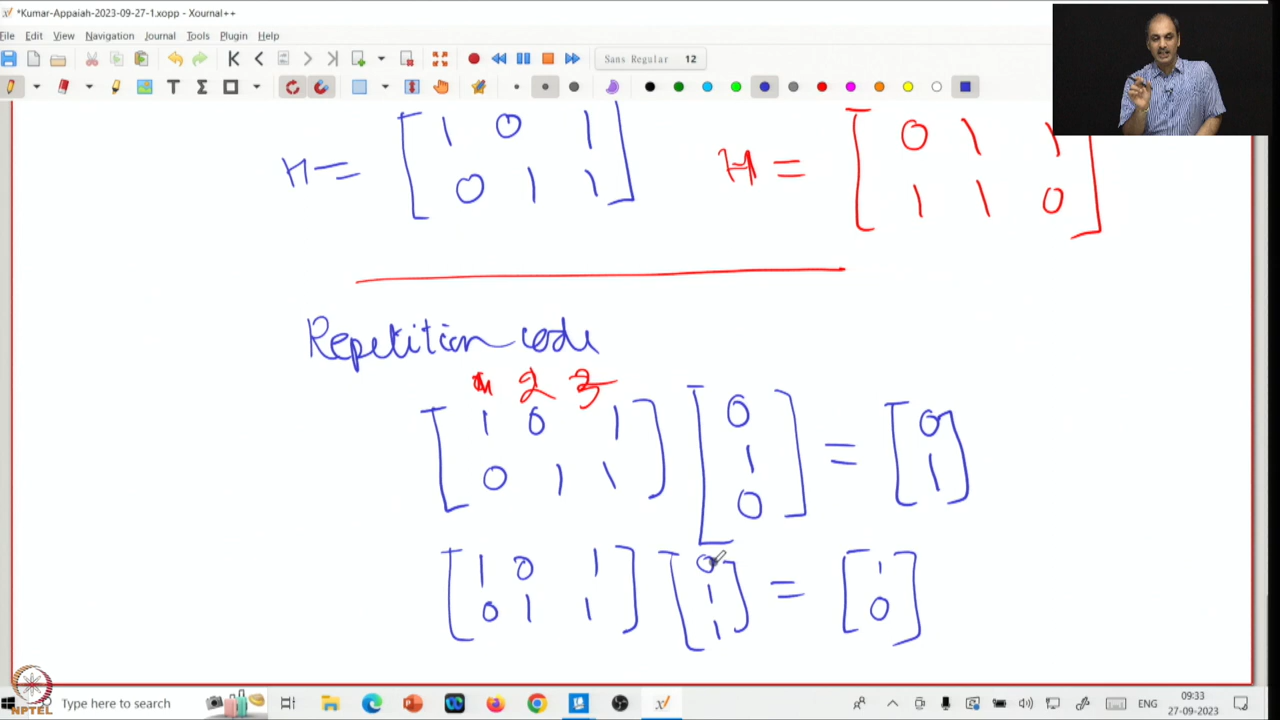 *Kumar-Appaiah-2023-09-27-1.xopp - Xournal++
File Edit View Navigation Journal Tools Plugin Help
Sans Regular 12
H = [ 1 0 1
0 1 1 ]
H = [ 0 1 1
1 1 0 ]
Repetition code
1 2 3
[ 1 0 1
0 1 1 ] [ 0
1
0 ] = [ 0
1 ]
[ 1 0 1
0 1 1 ] [ 0
1
1 ] = [ 1
0 ]
NPTEL
Type here to search
ENG
09:33
27-09-2023